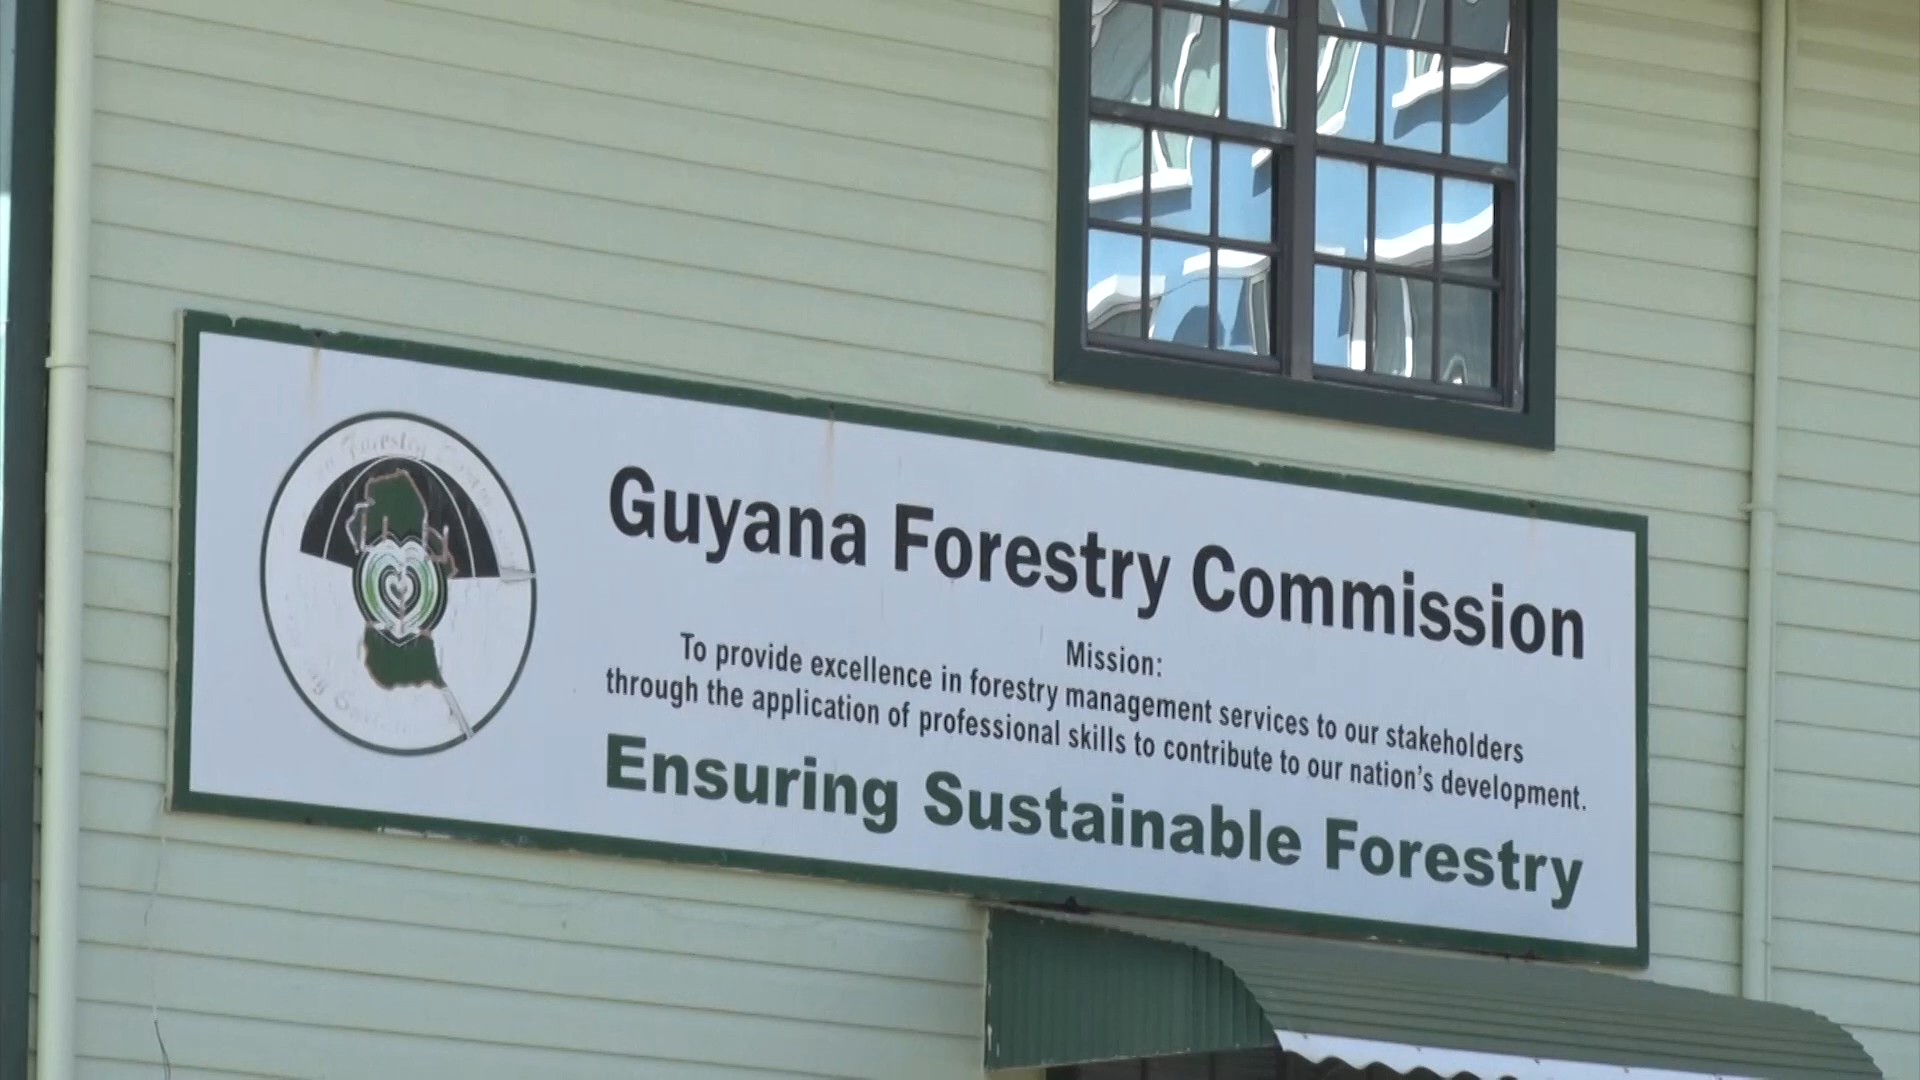 Forestry
Guyana Forestry Commission
Mission:
To provide excellence in forestry management services to our stakeholders
through the application of professional skills to contribute to our nation's development.
Ensuring Sustainable Forestry